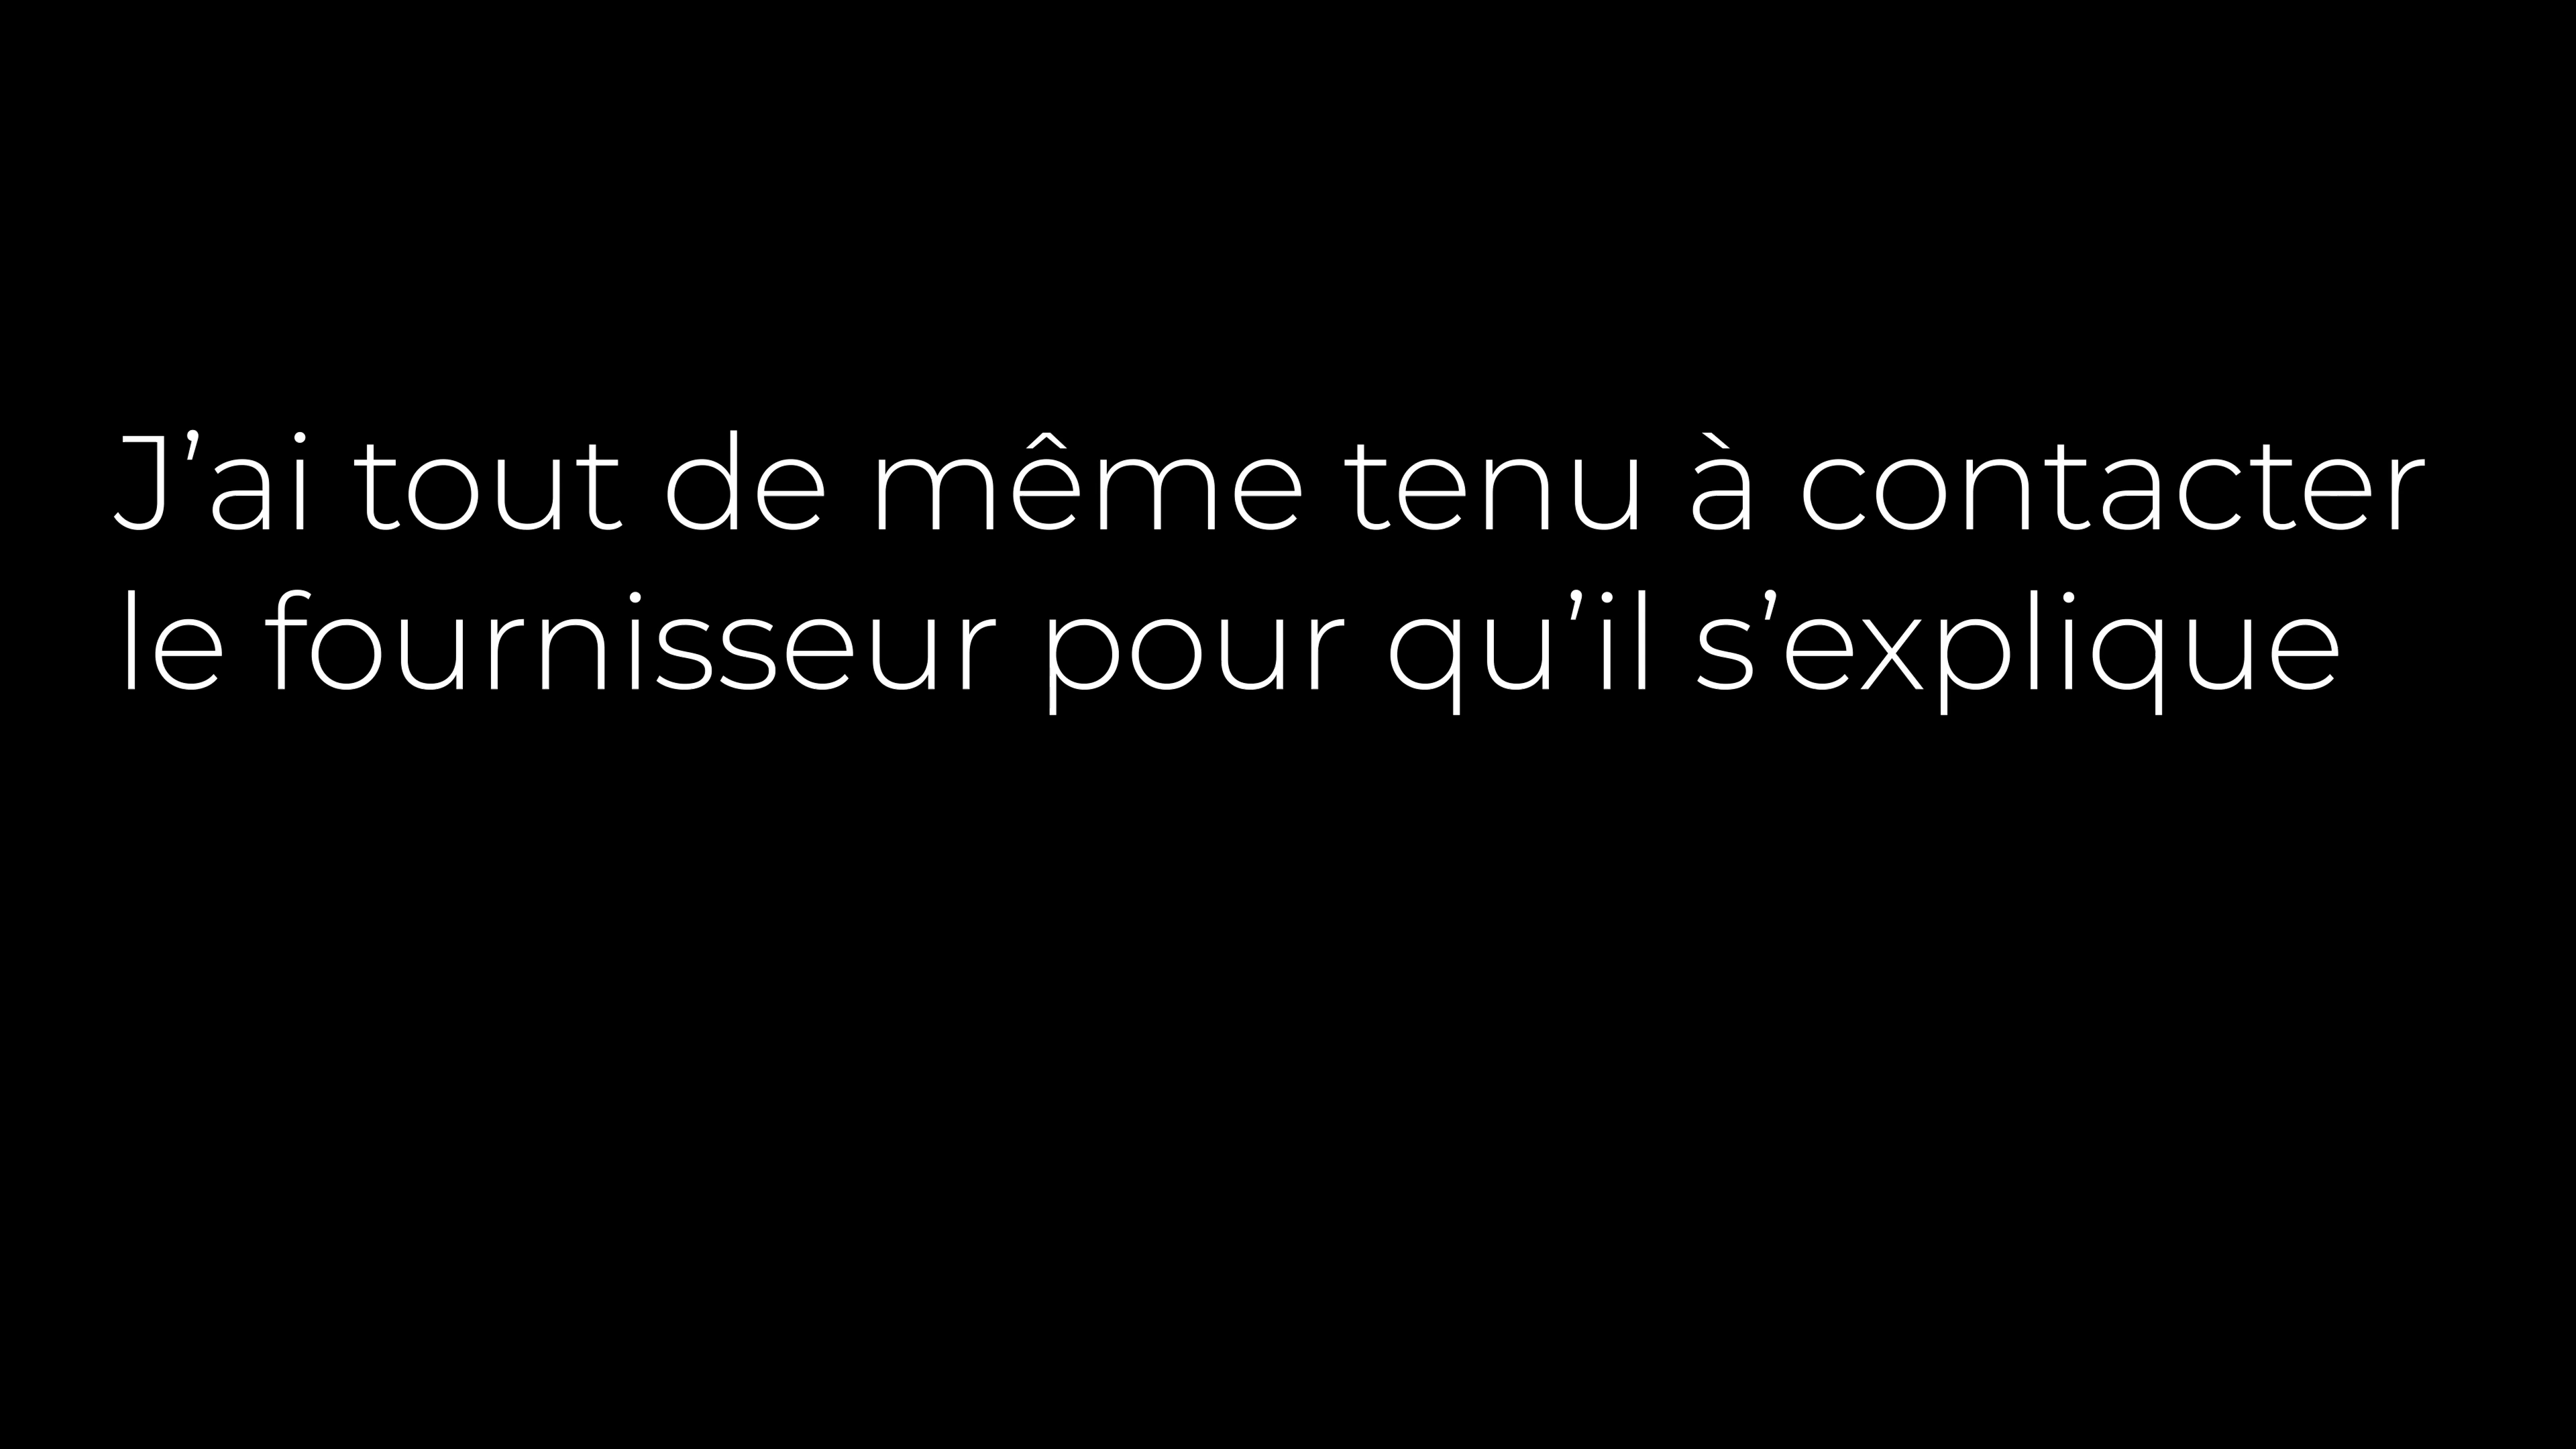 J’ai tout de même tenu à contacter
le fournisseur pour qu’il s’explique